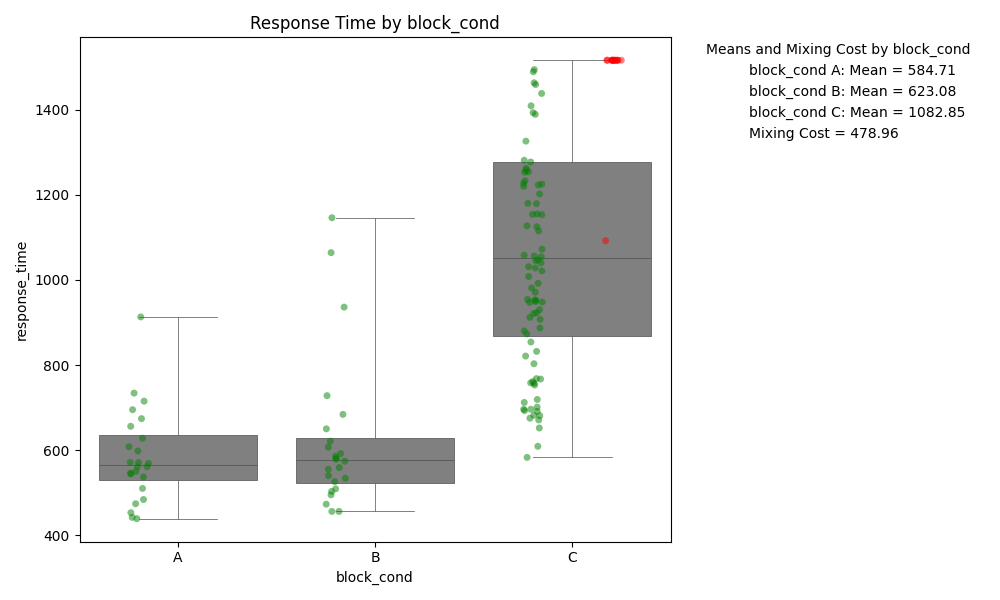 Response Time by block_cond
Means and Mixing Cost by block_cond
block_cond A: Mean = 584.71
block_cond B: Mean = 623.08
block_cond C: Mean = 1082.85
Mixing Cost = 478.96
response_time
1400
1200
1000
800
600
400
A
B
C
block_cond